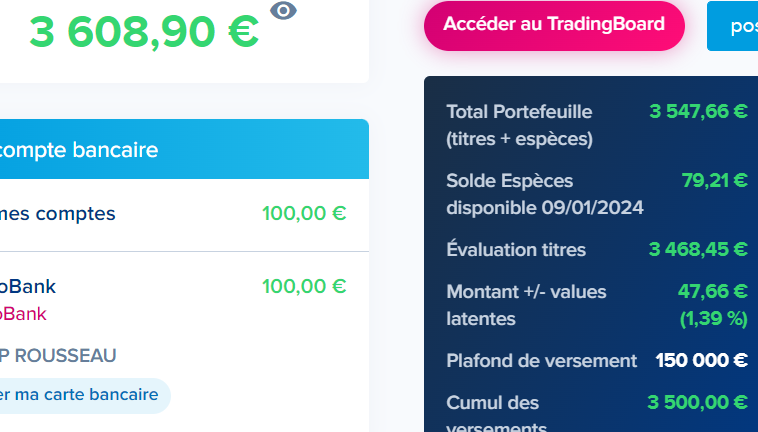 3 608,90 €
compte bancaire
mes comptes 100,00 €
oBank 100,00 €
oBank
P ROUSSEAU
er ma carte bancaire
Accéder au TradingBoard
pos
Total Portefeuille 3 547,66 €
(titres + espèces)
Solde Espèces 79,21 €
disponible 09/01/2024
Évaluation titres 3 468,45 €
Montant +/- values 47,66 €
latentes (1,39 %)
Plafond de versement 150 000 €
Cumul des 3 500,00 €
versements